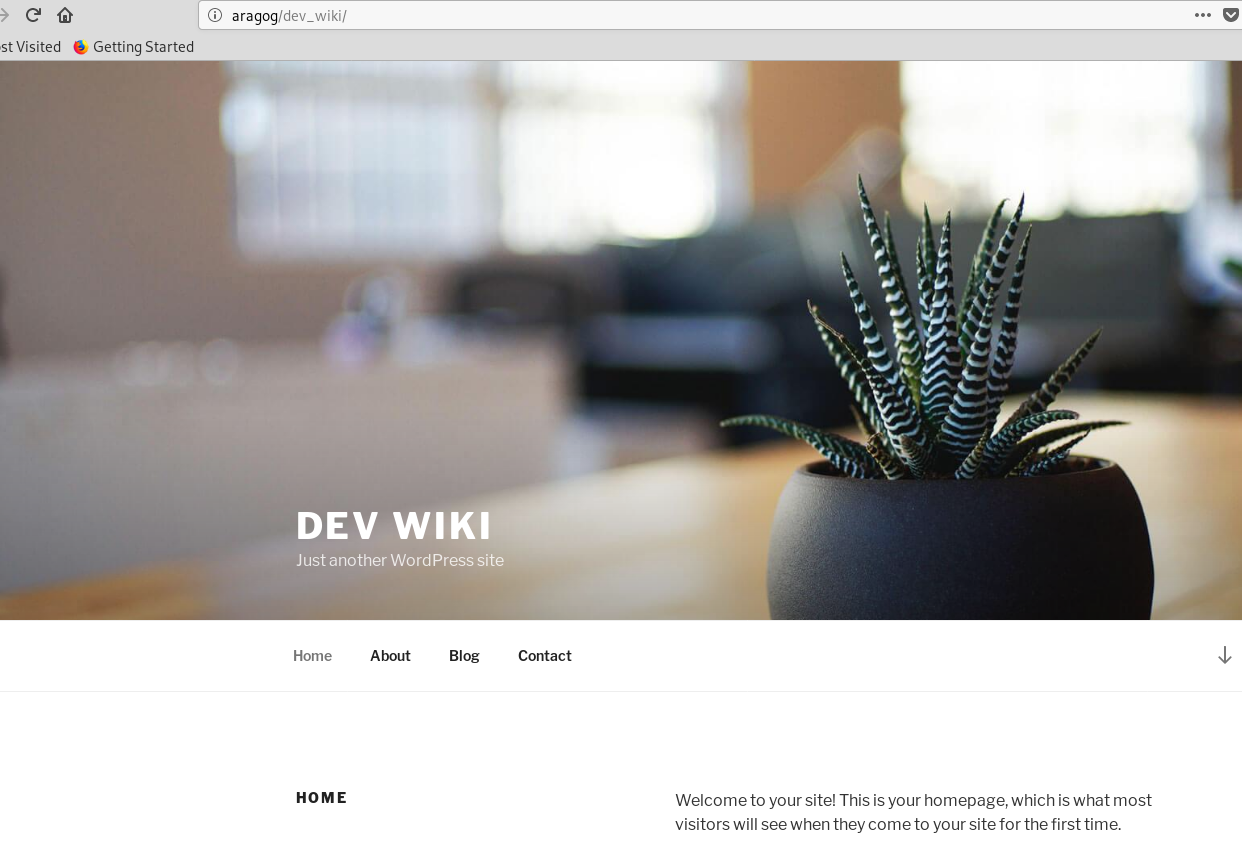 aragog/dev_wiki/
st Visited Getting Started
DEV WIKI
Just another WordPress site
Home About Blog Contact
HOME
Welcome to your site! This is your homepage, which is what most
visitors will see when they come to your site for the first time.